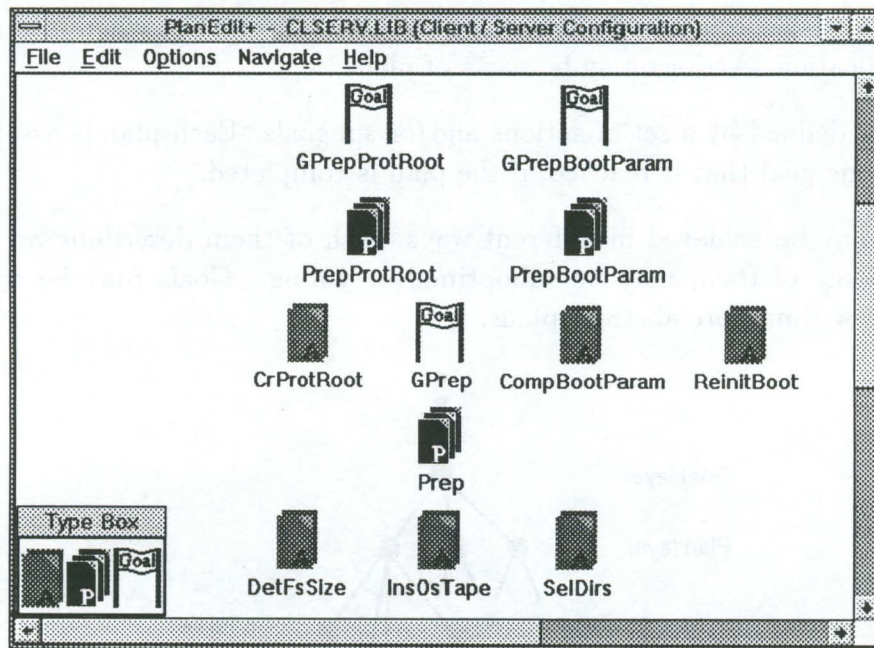 PlanEdit+ - CLSERV.LIB (Client / Server Configuration)
File Edit Options Navigate Help
Goal Goal
GPrepProtRoot GPrepBootParam
P P
PrepProtRoot PrepBootParam
A Goal A A
CrProtRoot GPrep CompBootParam ReinitBoot
P
Prep
Type Box
A P Goal
A A A
DetFsSize InsOsTape SelDirs